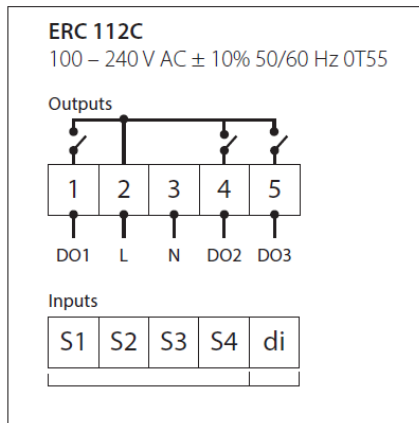 ERC 112C
100 – 240 V AC ± 10% 50/60 Hz 0T55
Outputs
1 2 3 4 5
DO1 L N DO2 DO3
Inputs
S1 S2 S3 S4 di